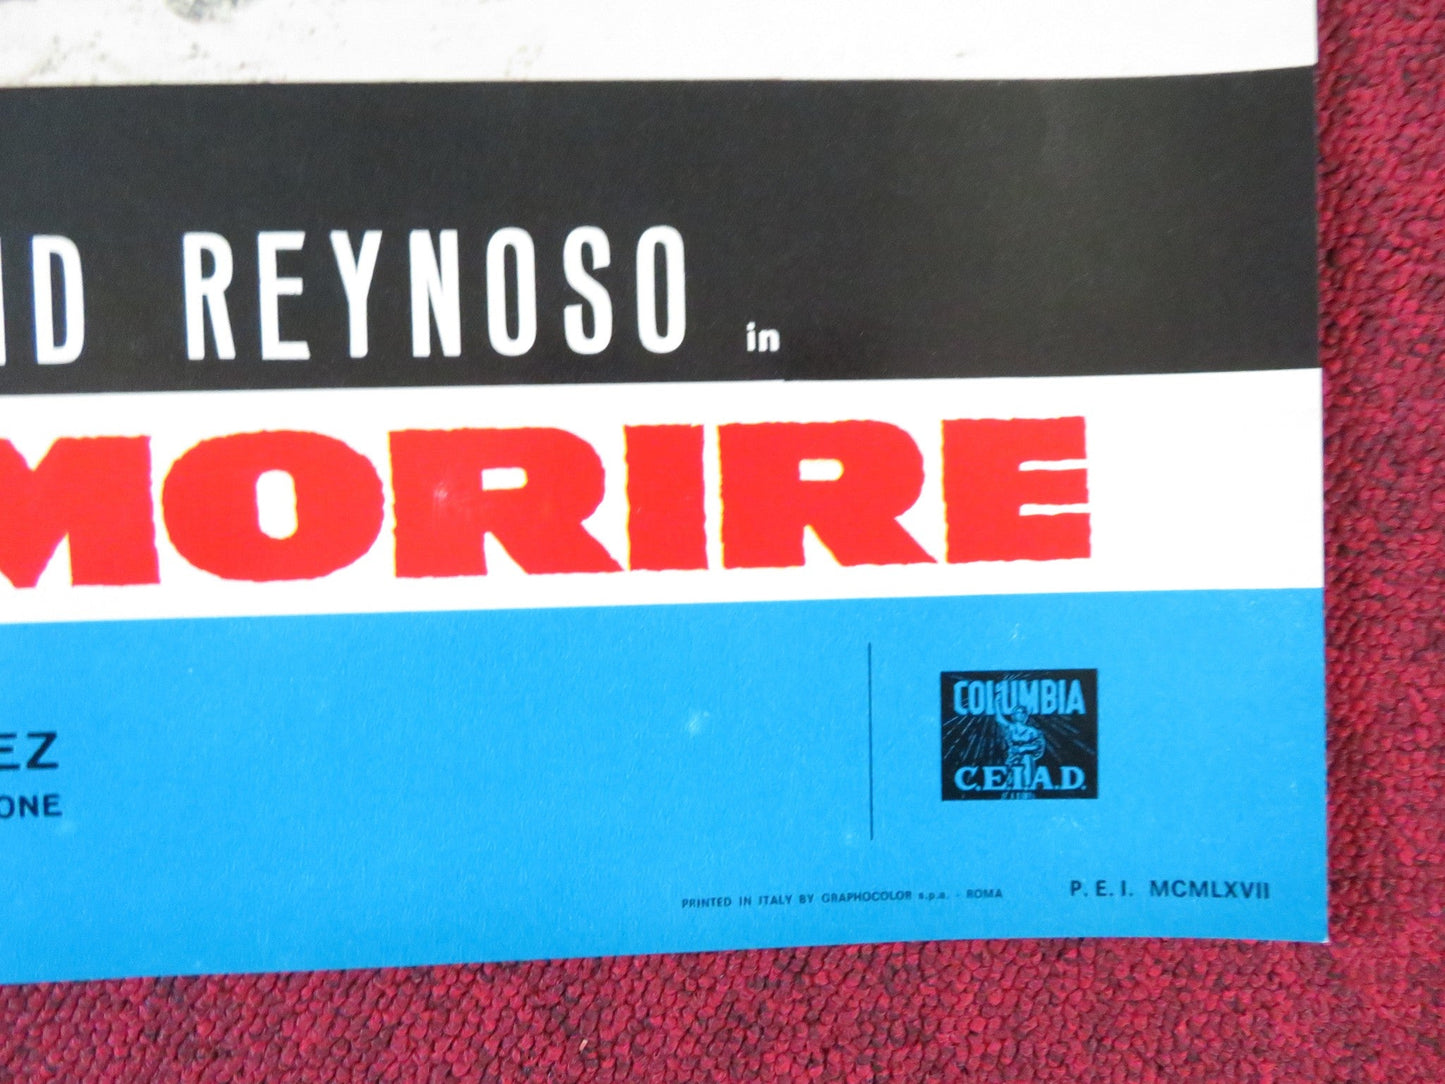 ID REYNOSO in
MORIRE
EZ
ONE
COLUMBIA
C.E.I.A.D.
PRINTED IN ITALY BY GRAPHOCOLOR s.p.a. - ROMA
P. E. I. MCMLXVII